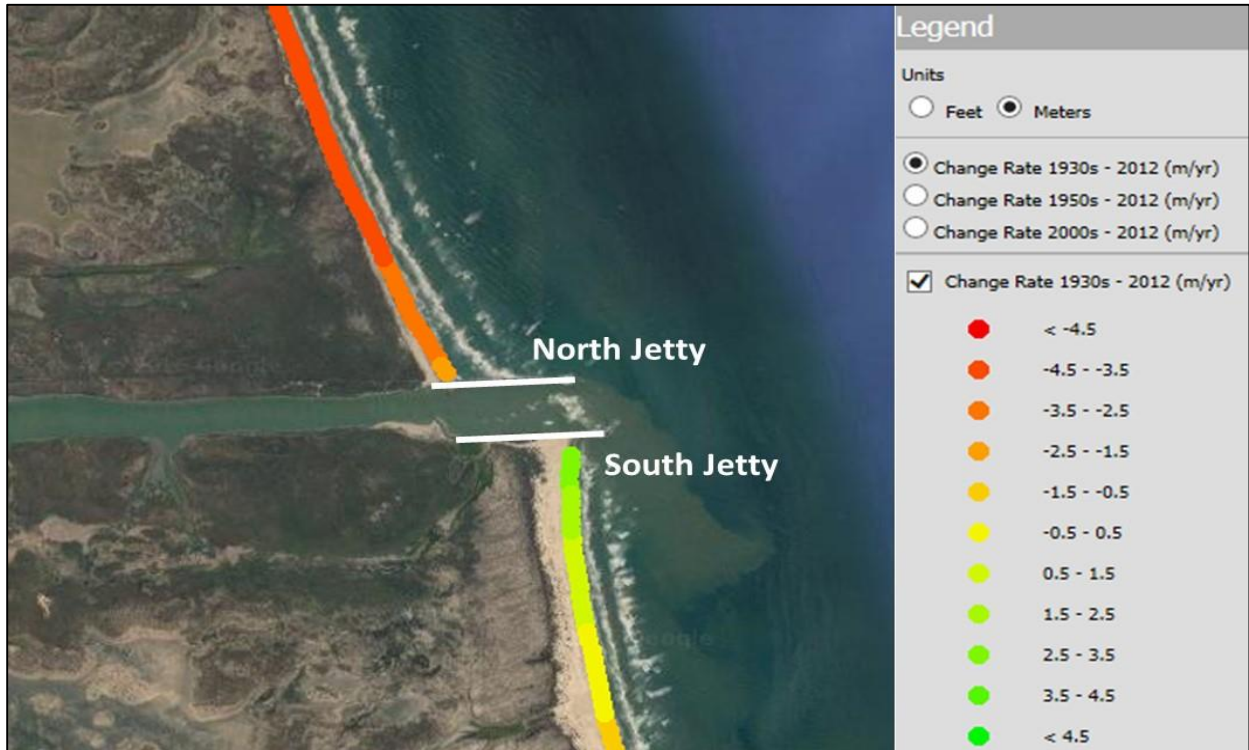 North Jetty
South Jetty
Google
Legend
Units
Feet Meters
Change Rate 1930s - 2012 (m/yr)
Change Rate 1950s - 2012 (m/yr)
Change Rate 2000s - 2012 (m/yr)
Change Rate 1930s - 2012 (m/yr)
< -4.5
-4.5 - -3.5
-3.5 - -2.5
-2.5 - -1.5
-1.5 - -0.5
-0.5 - 0.5
0.5 - 1.5
1.5 - 2.5
2.5 - 3.5
3.5 - 4.5
< 4.5